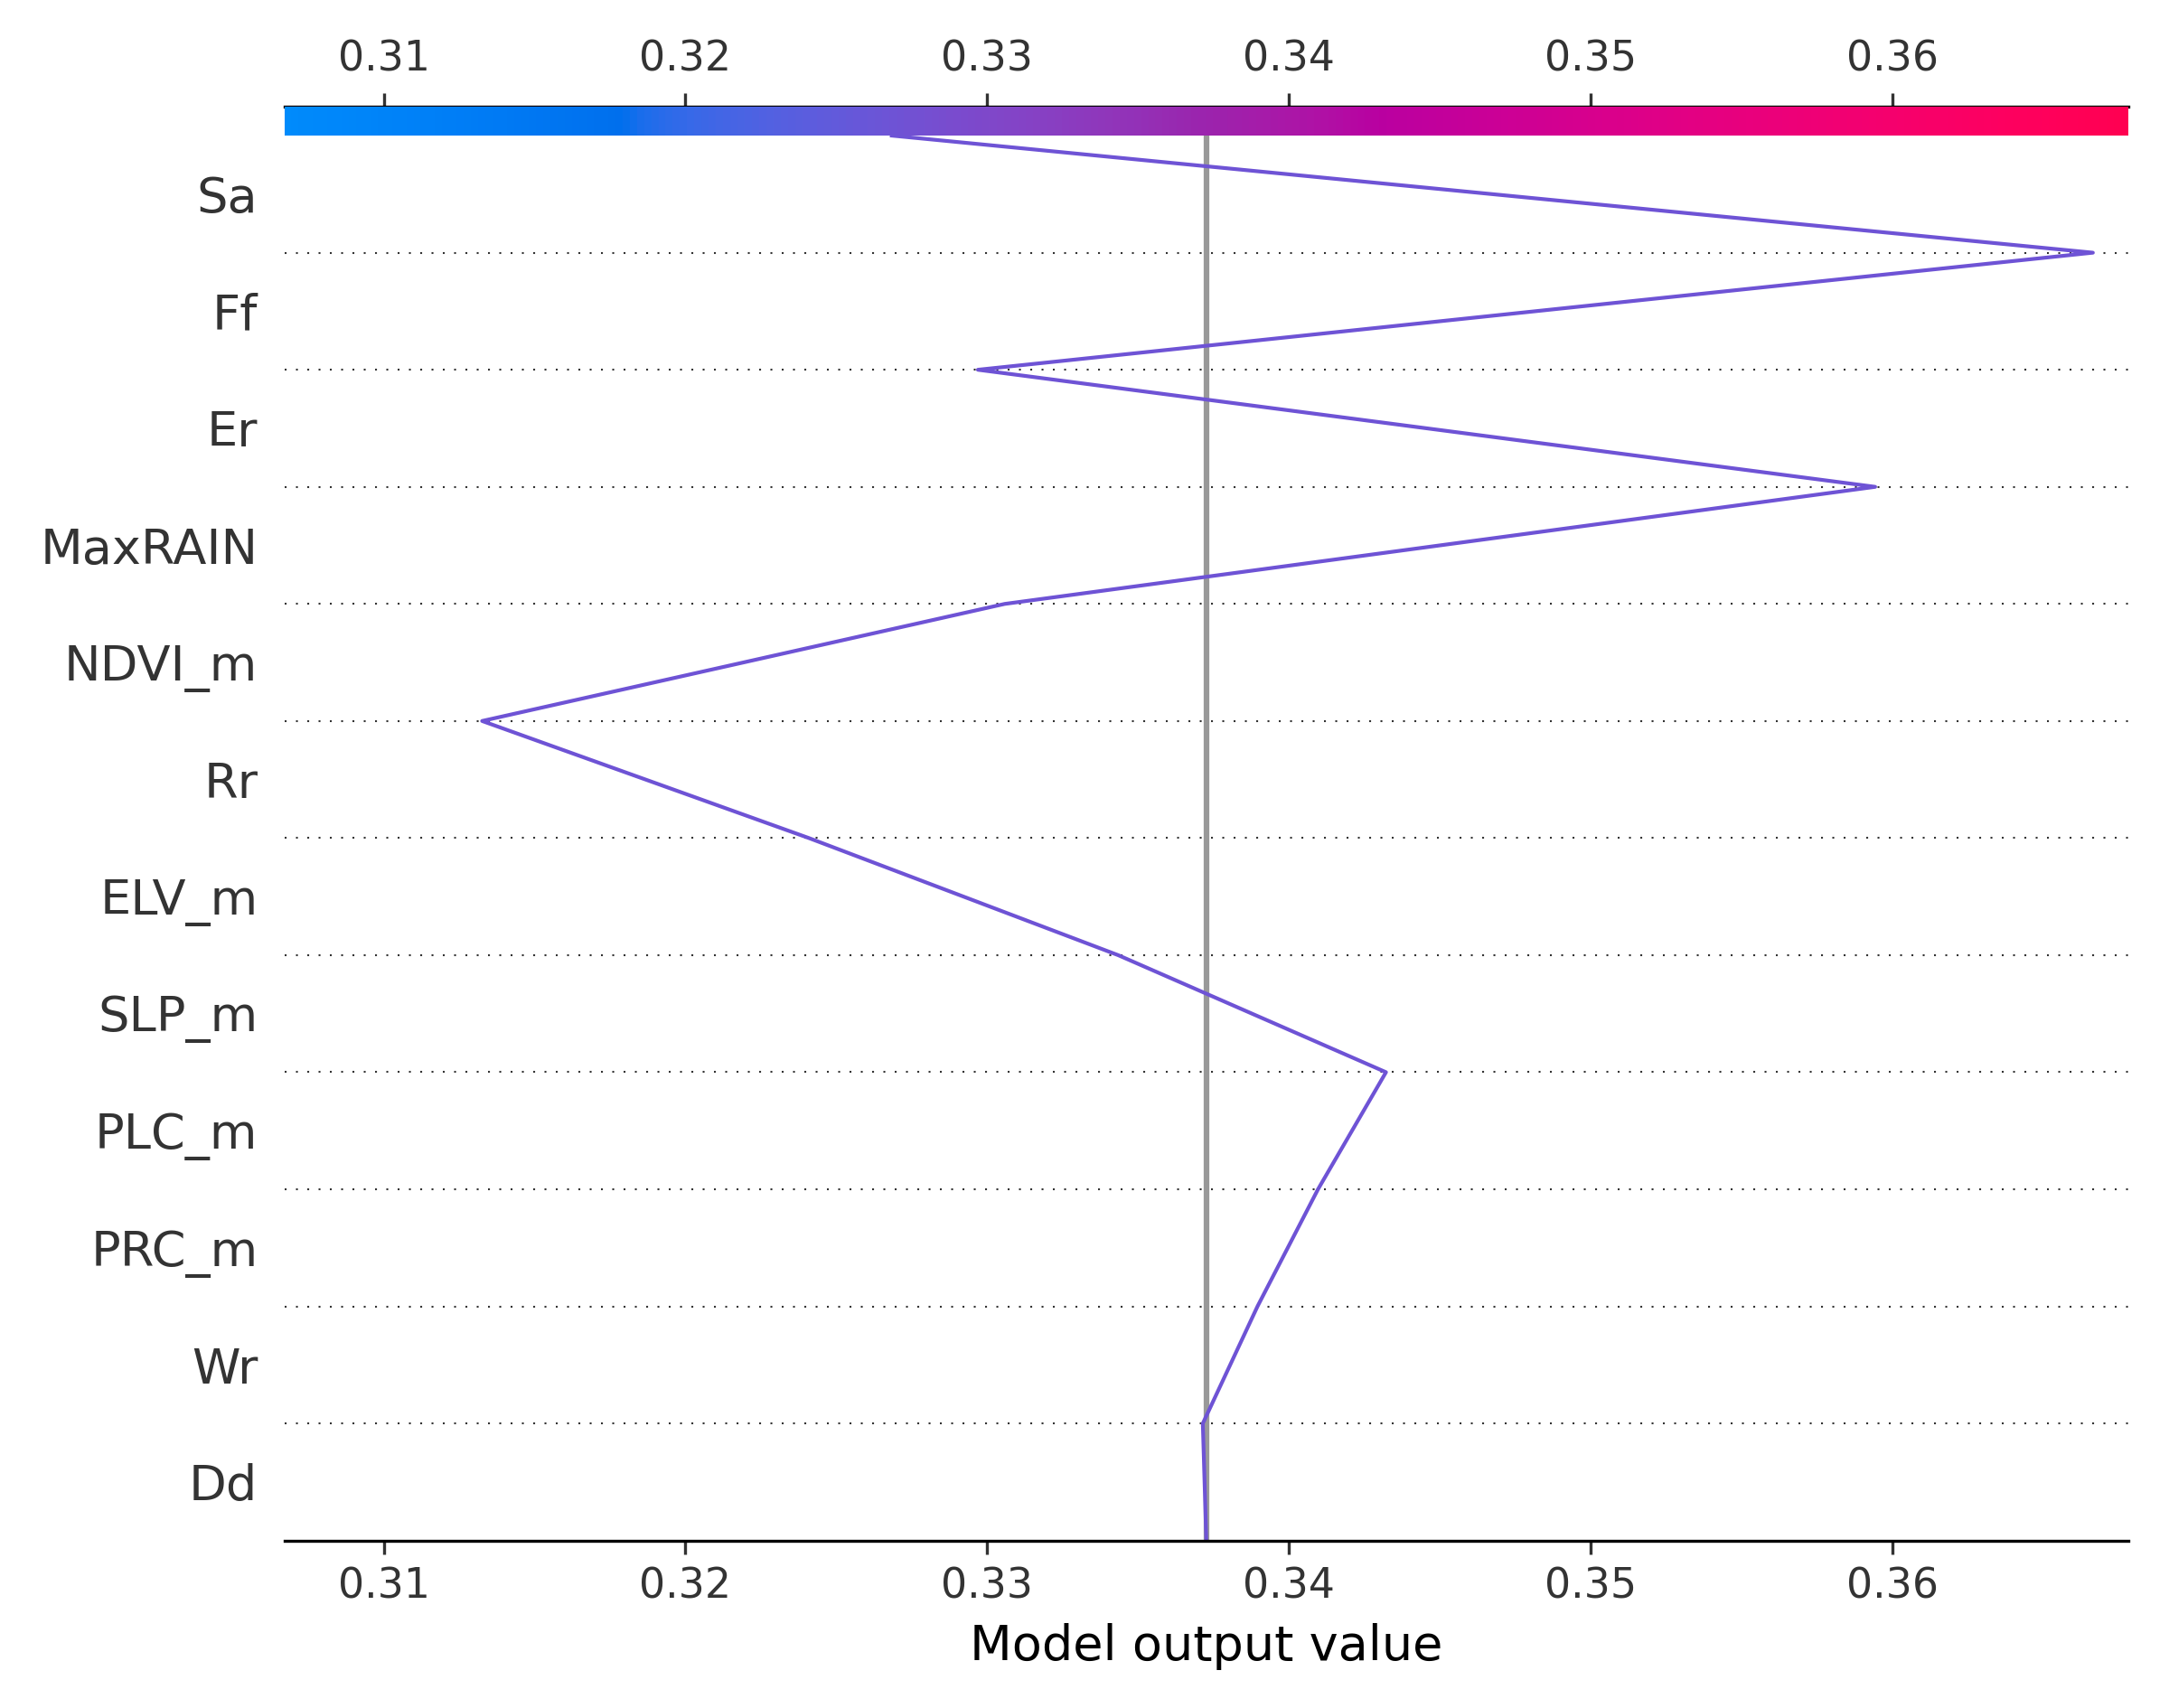 0.31 0.32 0.33 0.34 0.35 0.36
Sa
Ff
Er
MaxRAIN
NDVI_m
Rr
ELV_m
SLP_m
PLC_m
PRC_m
Wr
Dd
0.31 0.32 0.33 0.34 0.35 0.36
Model output value